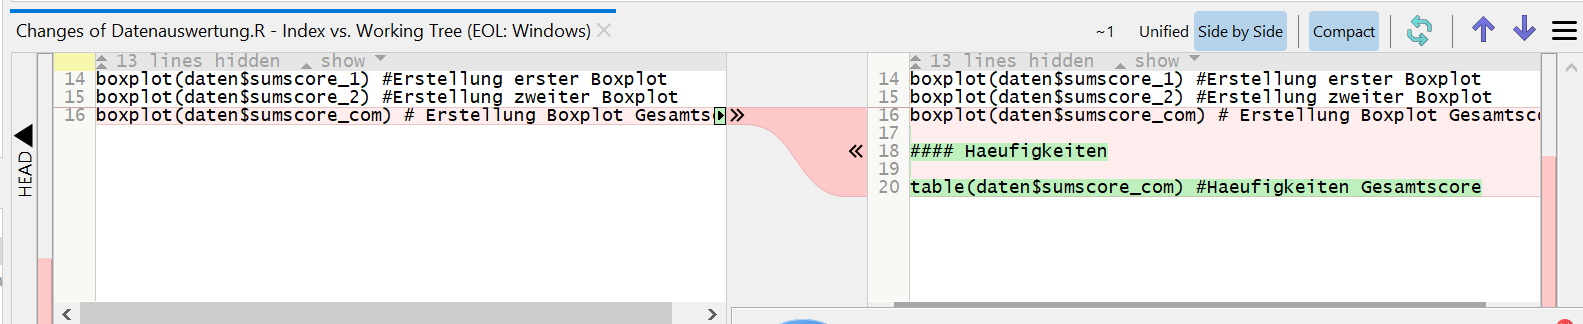 Changes of Datenauswertung.R - Index vs. Working Tree (EOL: Windows)
~1 Unified Side by Side Compact
HEAD
13 lines hidden show
14 boxplot(daten$sumscore_1) #Erstellung erster Boxplot
15 boxplot(daten$sumscore_2) #Erstellung zweiter Boxplot
16 boxplot(daten$sumscore_com) # Erstellung Boxplot Gesamtsc
13 lines hidden show
14 boxplot(daten$sumscore_1) #Erstellung erster Boxplot
15 boxplot(daten$sumscore_2) #Erstellung zweiter Boxplot
16 boxplot(daten$sumscore_com) # Erstellung Boxplot Gesamtsco
17
18 #### Haeufigkeiten
19
20 table(daten$sumscore_com) #Haeufigkeiten Gesamtscore